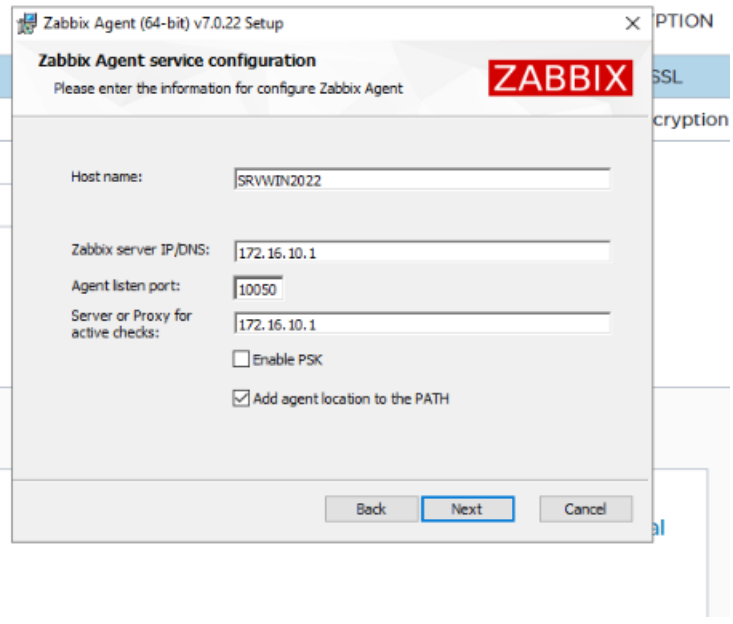 Zabbix Agent (64-bit) v7.0.22 Setup
PTION
Zabbix Agent service configuration
Please enter the information for configure Zabbix Agent
ZABBIX
SSL
cryption
Host name:
SRVWIN2022
Zabbix server IP/DNS:
172.16.10.1
Agent listen port:
10050
Server or Proxy for
active checks:
172.16.10.1
Enable PSK
Add agent location to the PATH
Back
Next
Cancel
al